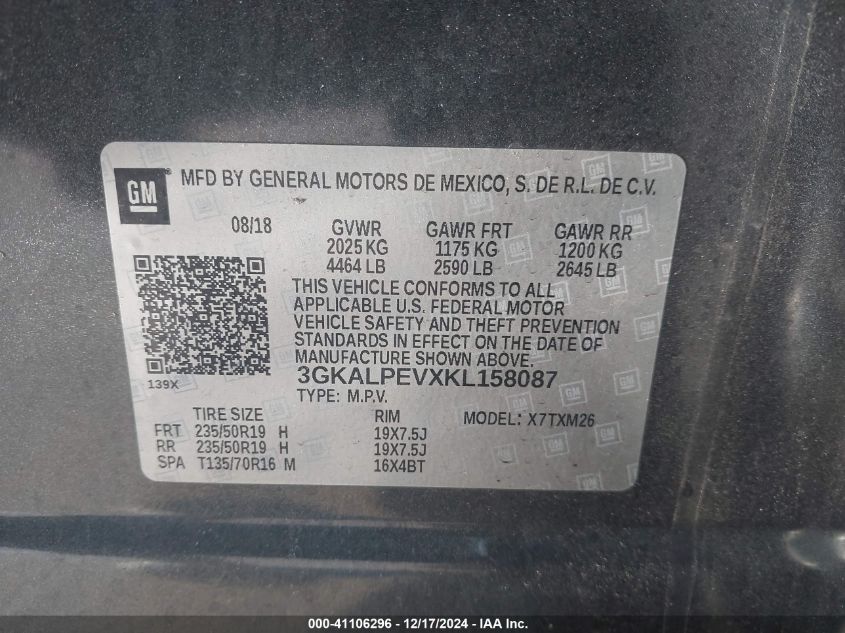 GM
MFD BY GENERAL MOTORS DE MEXICO, S. DE R.L. DE C.V.
08/18 GVWR GAWR FRT GAWR RR
2025 KG 1175 KG 1200 KG
4464 LB 2590 LB 2645 LB
THIS VEHICLE CONFORMS TO ALL
APPLICABLE U.S. FEDERAL MOTOR
VEHICLE SAFETY AND THEFT PREVENTION
STANDARDS IN EFFECT ON THE DATE OF
MANUFACTURE SHOWN ABOVE.
139X
3GKALPEVXKL158087
TYPE: M.P.V.
TIRE SIZE RIM MODEL: X7TXM26
FRT 235/50R19 H 19X7.5J
RR 235/50R19 H 19X7.5J
SPA T135/70R16 M 16X4BT
000-41106296 - 12/17/2024 - IAA Inc.